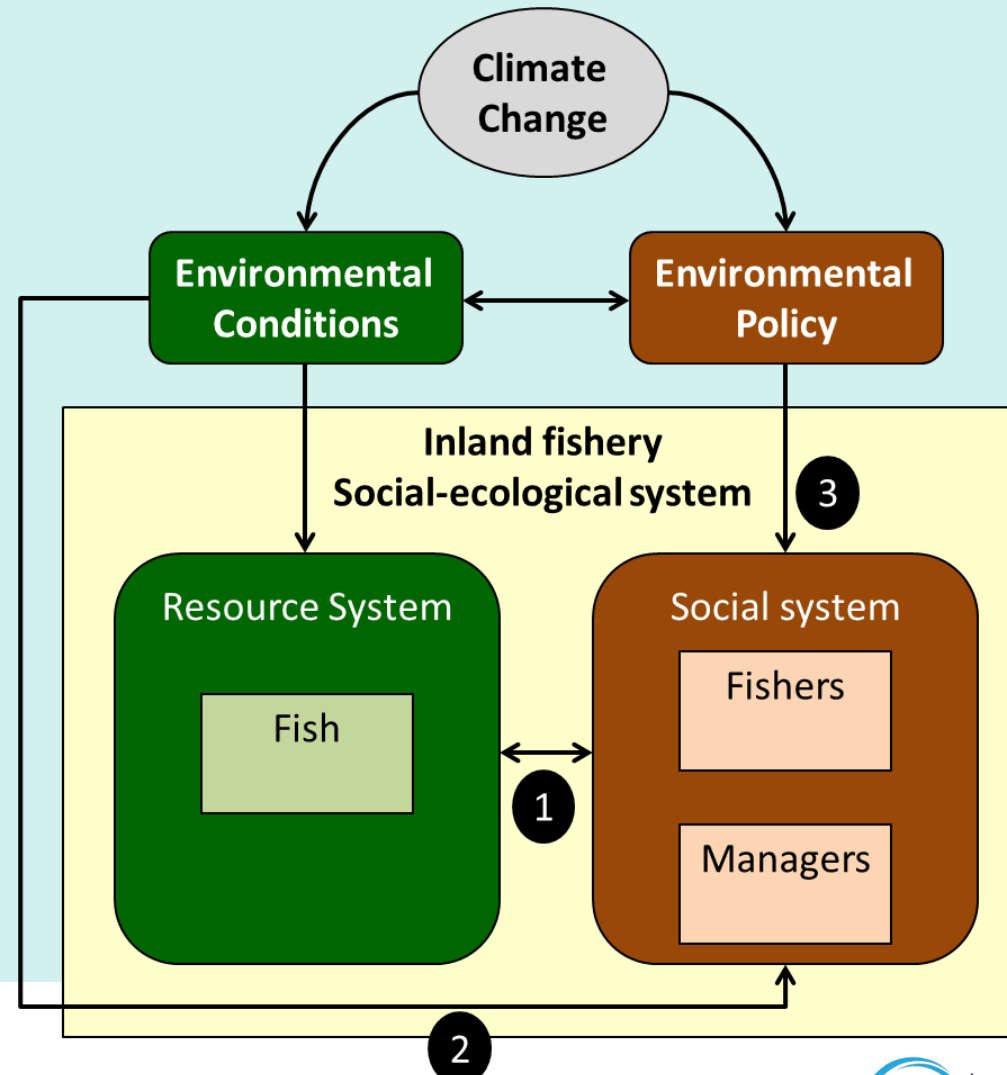 Climate
Change
Environmental
Conditions
Environmental
Policy
Inland fishery
Social-ecological system
3
Resource System
Social system
Fish
Fishers
1
Managers
2